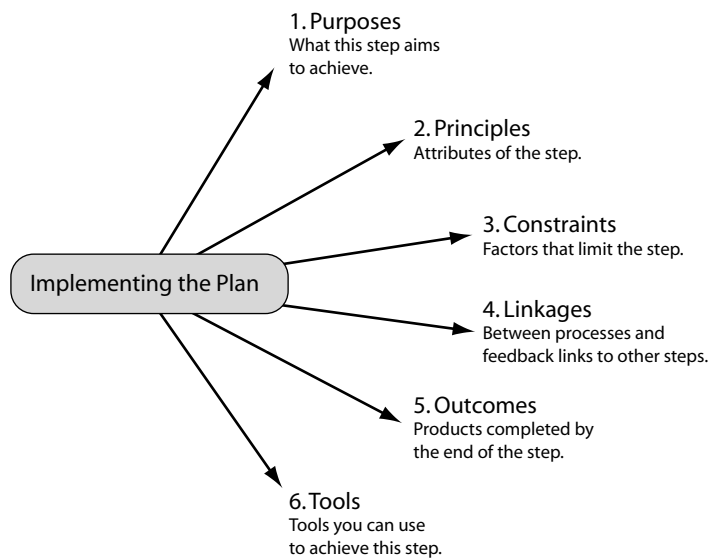 1. Purposes
What this step aims
to achieve.
2. Principles
Attributes of the step.
3. Constraints
Factors that limit the step.
Implementing the Plan
4. Linkages
Between processes and
feedback links to other steps.
5. Outcomes
Products completed by
the end of the step.
6. Tools
Tools you can use
to achieve this step.